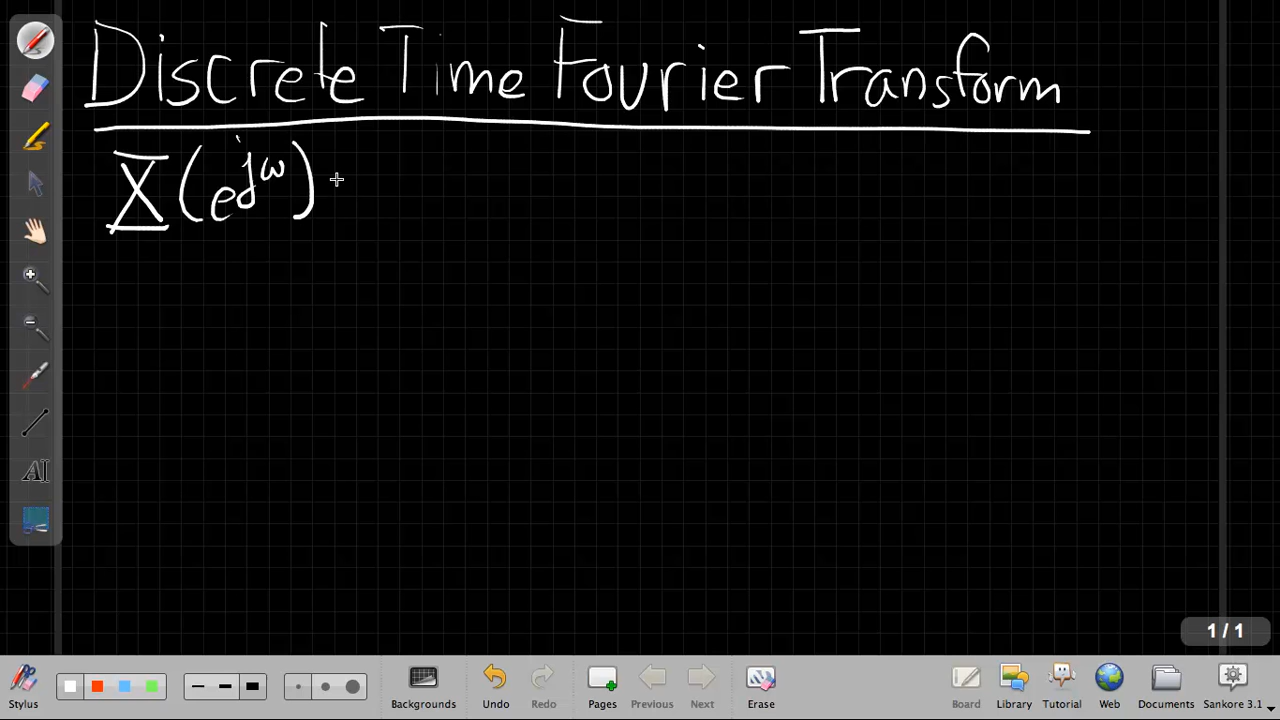 Discrete Time Fourier Transform
X(e^jω)
AI
1 / 1
Stylus
Backgrounds
Undo
Redo
Pages
Previous
Next
Erase
Board
Library
Tutorial
Web
Documents
Sankore 3.1